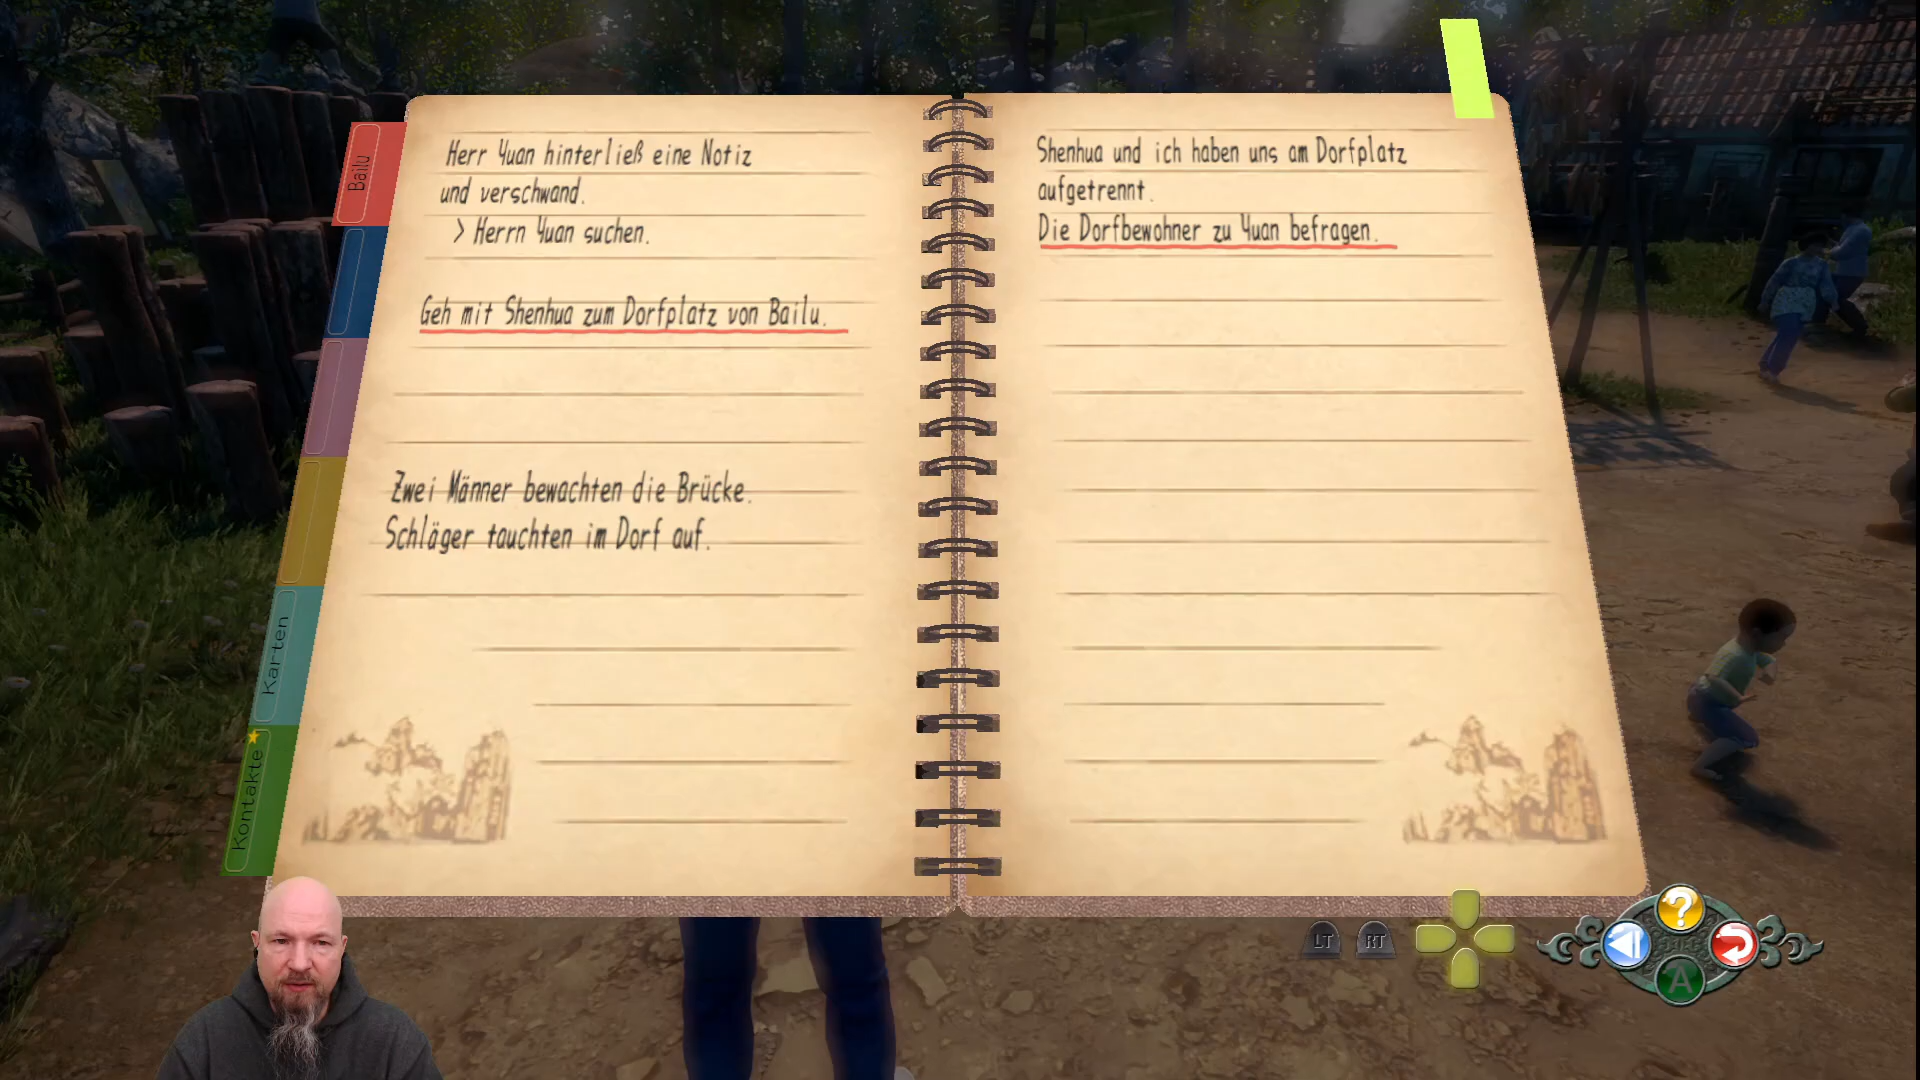 Bailu
Karten
Kontakte
Herr Yuan hinterließ eine Notiz
und verschwand.
> Herrn Yuan suchen.
Geh mit Shenhua zum Dorfplatz von Bailu.
Zwei Männer bewachten die Brücke.
Schläger tauchten im Dorf auf.
Shenhua und ich haben uns am Dorfplatz
aufgetrennt.
Die Dorfbewohner zu Yuan befragen.
LT RT
?
A